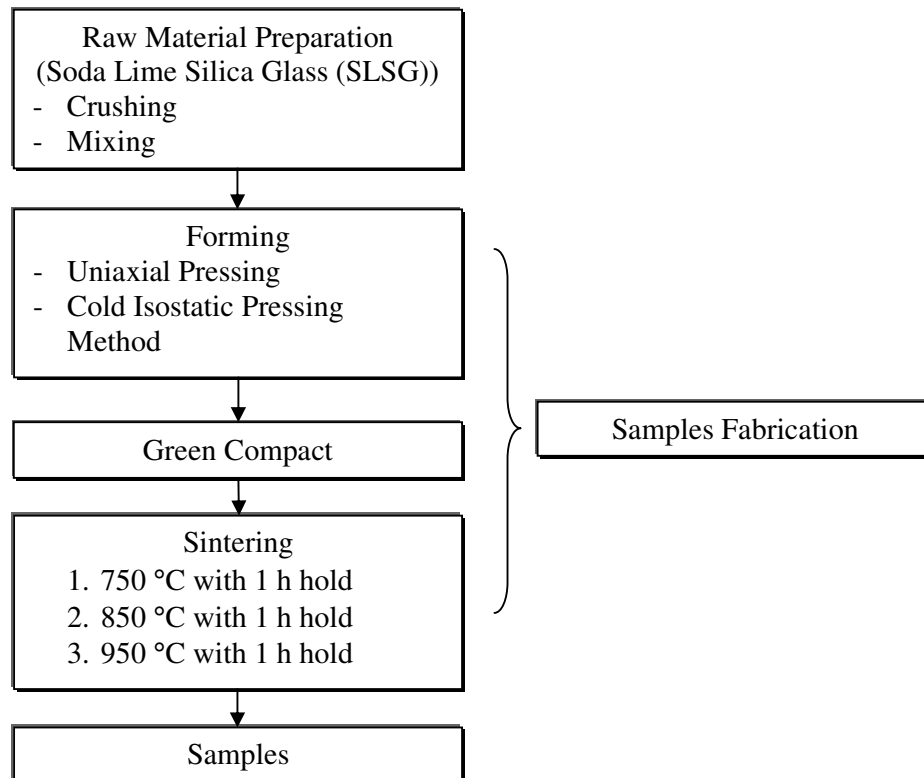 Raw Material Preparation
(Soda Lime Silica Glass (SLSG))
- Crushing
- Mixing
Forming
- Uniaxial Pressing
- Cold Isostatic Pressing
Method
Green Compact
Samples Fabrication
Sintering
1. 750 °C with 1 h hold
2. 850 °C with 1 h hold
3. 950 °C with 1 h hold
Samples